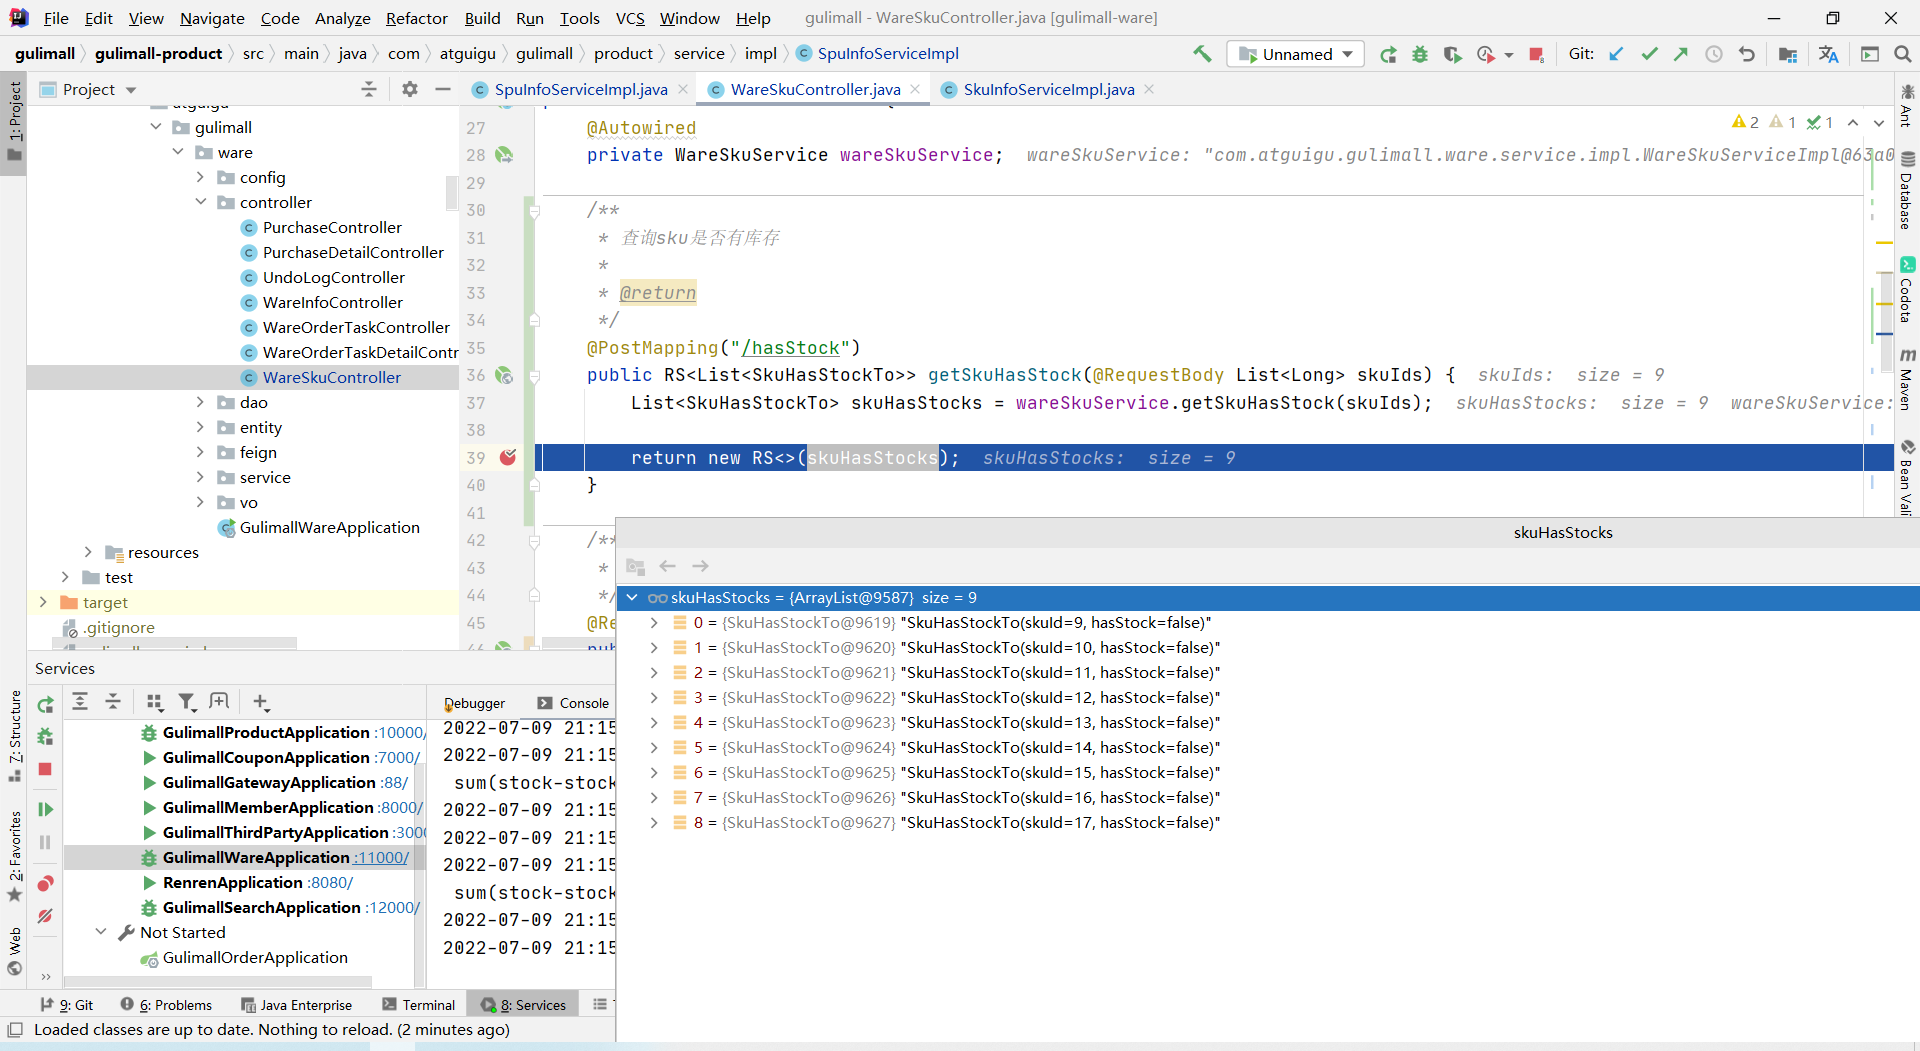 File Edit View Navigate Code Analyze Refactor Build Run Tools VCS Window Help gulimall - WareSkuController.java [gulimall-ware]
gulimall gulimall-product src main java com atguigu gulimall product service impl SpuInfoServiceImpl Unnamed Git:
Project
SpuInfoServiceImpl.java WareSkuController.java SkuInfoServiceImpl.java
1: Project
gulimall
ware
config
controller
PurchaseController
PurchaseDetailController
UndoLogController
WareInfoController
WareOrderTaskController
WareOrderTaskDetailContr
WareSkuController
dao
entity
feign
service
vo
GulimallWareApplication
resources
test
target
.gitignore
2 1 1
27 @Autowired
28 private WareSkuService wareSkuService; wareSkuService: "com.atguigu.gulimall.ware.service.impl.WareSkuServiceImpl@63a0
29
30 /**
31 * 查询sku是否有库存
32 *
33 * @return
34 */
35 @PostMapping("/hasStock")
36 public RS<List<SkuHasStockTo>> getSkuHasStock(@RequestBody List<Long> skuIds) { skuIds: size = 9
37 List<SkuHasStockTo> skuHasStocks = wareSkuService.getSkuHasStock(skuIds); skuHasStocks: size = 9 wareSkuService:
38
39 return new RS<>(skuHasStocks); skuHasStocks: size = 9
40 }
41
42 /**
43 *
44 */
45 @Re
46 pub
Ant
Database
Codota
Maven
Bean Vali
skuHasStocks
skuHasStocks = {ArrayList@9587} size = 9
0 = {SkuHasStockTo@9619} "SkuHasStockTo(skuId=9, hasStock=false)"
1 = {SkuHasStockTo@9620} "SkuHasStockTo(skuId=10, hasStock=false)"
2 = {SkuHasStockTo@9621} "SkuHasStockTo(skuId=11, hasStock=false)"
3 = {SkuHasStockTo@9622} "SkuHasStockTo(skuId=12, hasStock=false)"
4 = {SkuHasStockTo@9623} "SkuHasStockTo(skuId=13, hasStock=false)"
5 = {SkuHasStockTo@9624} "SkuHasStockTo(skuId=14, hasStock=false)"
6 = {SkuHasStockTo@9625} "SkuHasStockTo(skuId=15, hasStock=false)"
7 = {SkuHasStockTo@9626} "SkuHasStockTo(skuId=16, hasStock=false)"
8 = {SkuHasStockTo@9627} "SkuHasStockTo(skuId=17, hasStock=false)"
Services
7: Structure
2: Favorites
Web
GulimallProductApplication :10000/
GulimallCouponApplication :7000/
GulimallGatewayApplication :88/
GulimallMemberApplication :8000/
GulimallThirdPartyApplication :3000
GulimallWareApplication :11000/
RenrenApplication :8080/
GulimallSearchApplication :12000/
Not Started
GulimallOrderApplication
Debugger Console
2022-07-09 21:15
2022-07-09 21:15
sum(stock-stock
2022-07-09 21:15
2022-07-09 21:15
2022-07-09 21:15
sum(stock-stock
2022-07-09 21:15
2022-07-09 21:15
9: Git 6: Problems Java Enterprise Terminal 8: Services
Loaded classes are up to date. Nothing to reload. (2 minutes ago)